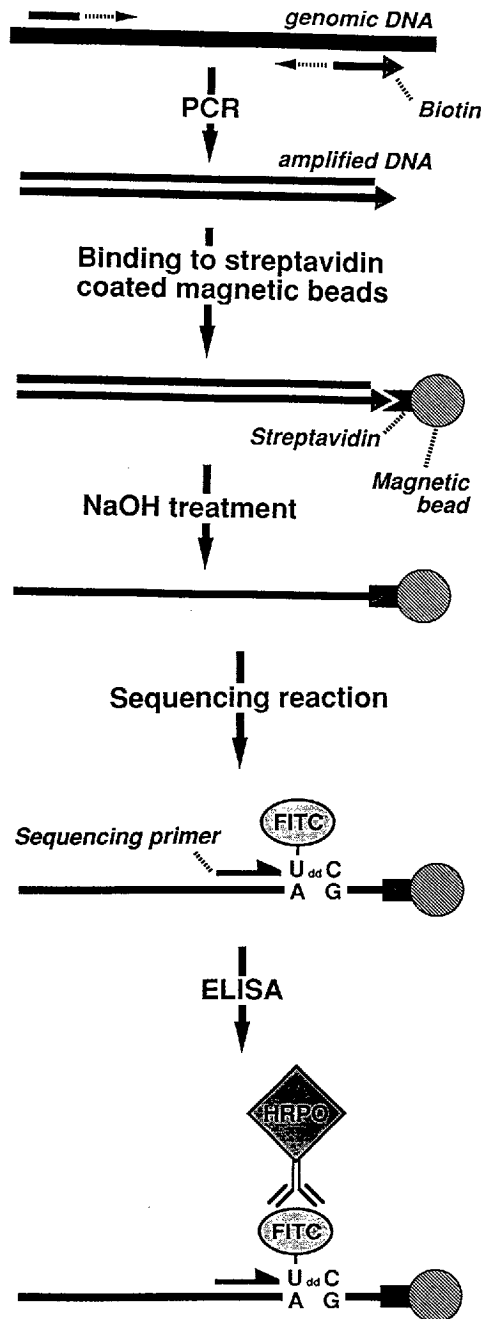 genomic DNA
Biotin
PCR
amplified DNA
Binding to streptavidin
coated magnetic beads
Streptavidin
Magnetic
bead
NaOH treatment
Sequencing reaction
FITC
Sequencing primer
U dd C
A G
ELISA
HRPO
FITC
U dd C
A G